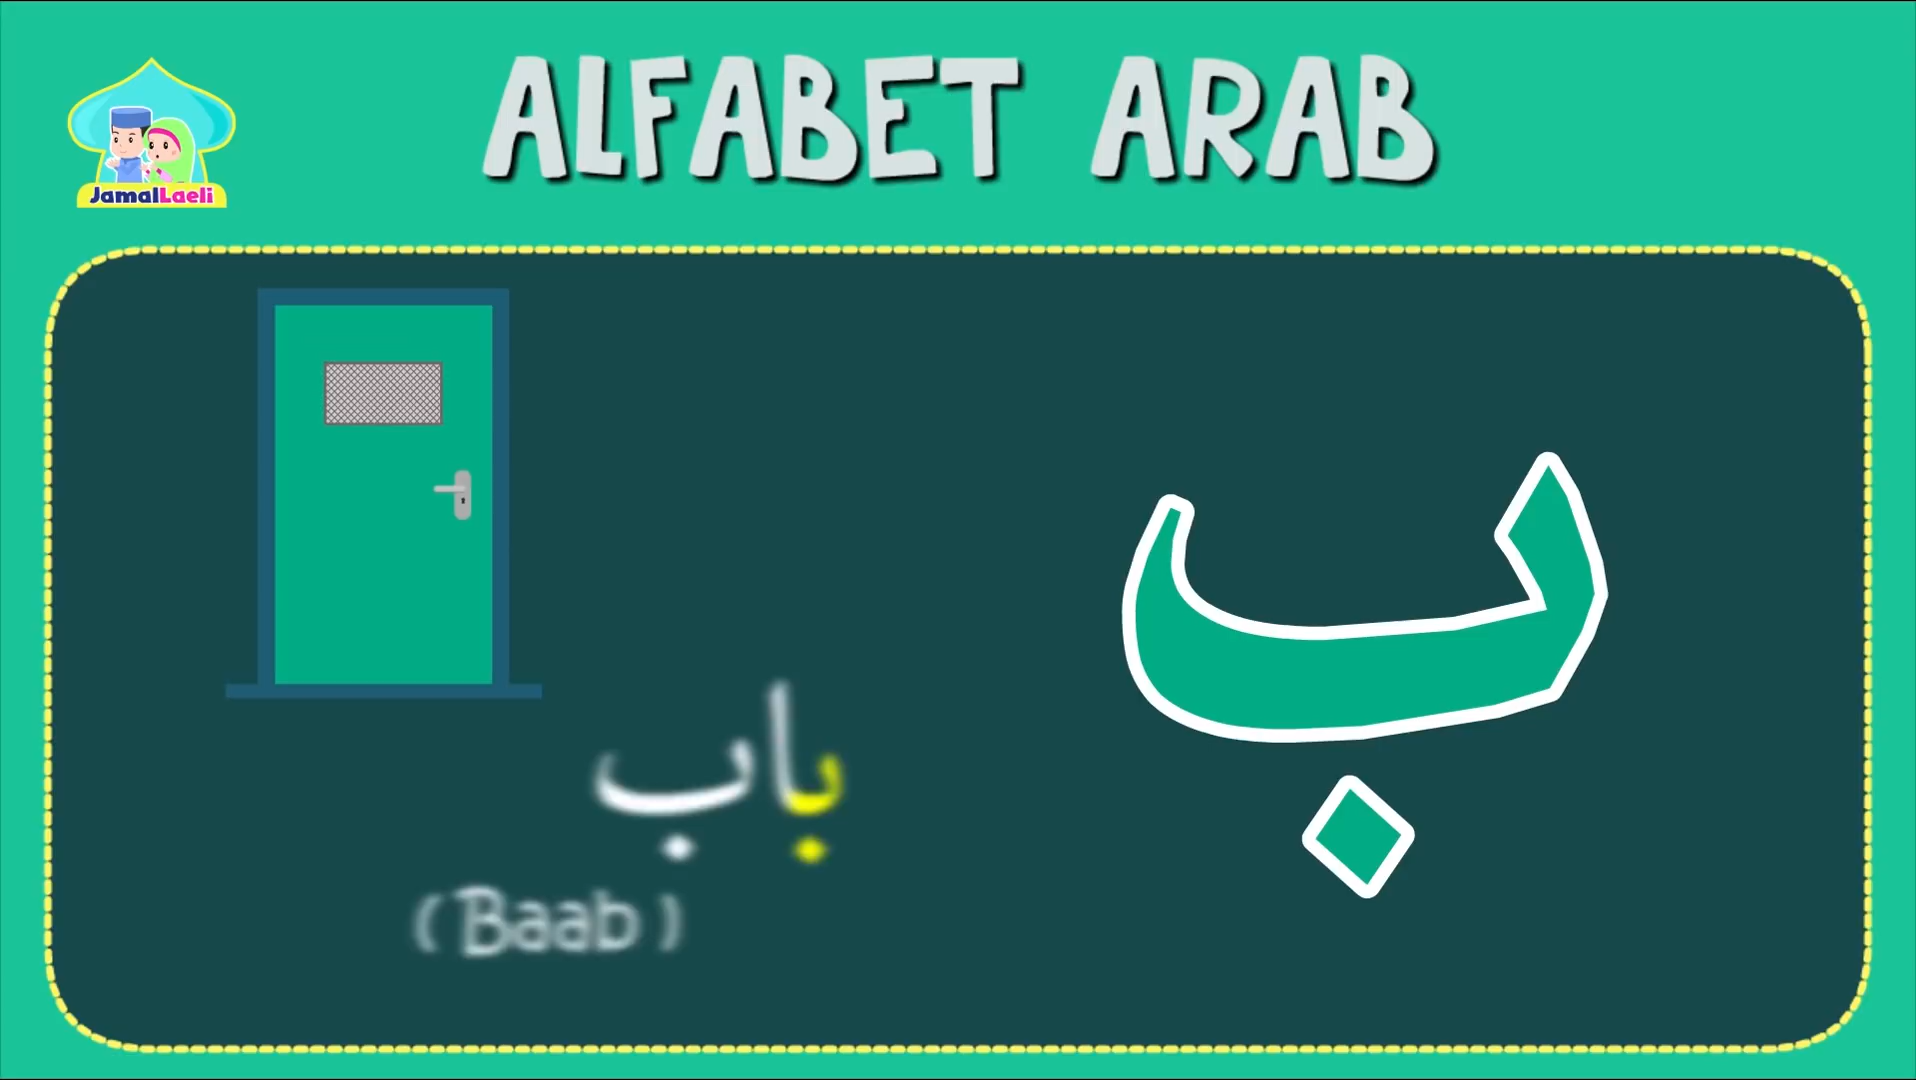 ALFABET ARAB
JamalLaeli
ب
باب
( Baab )